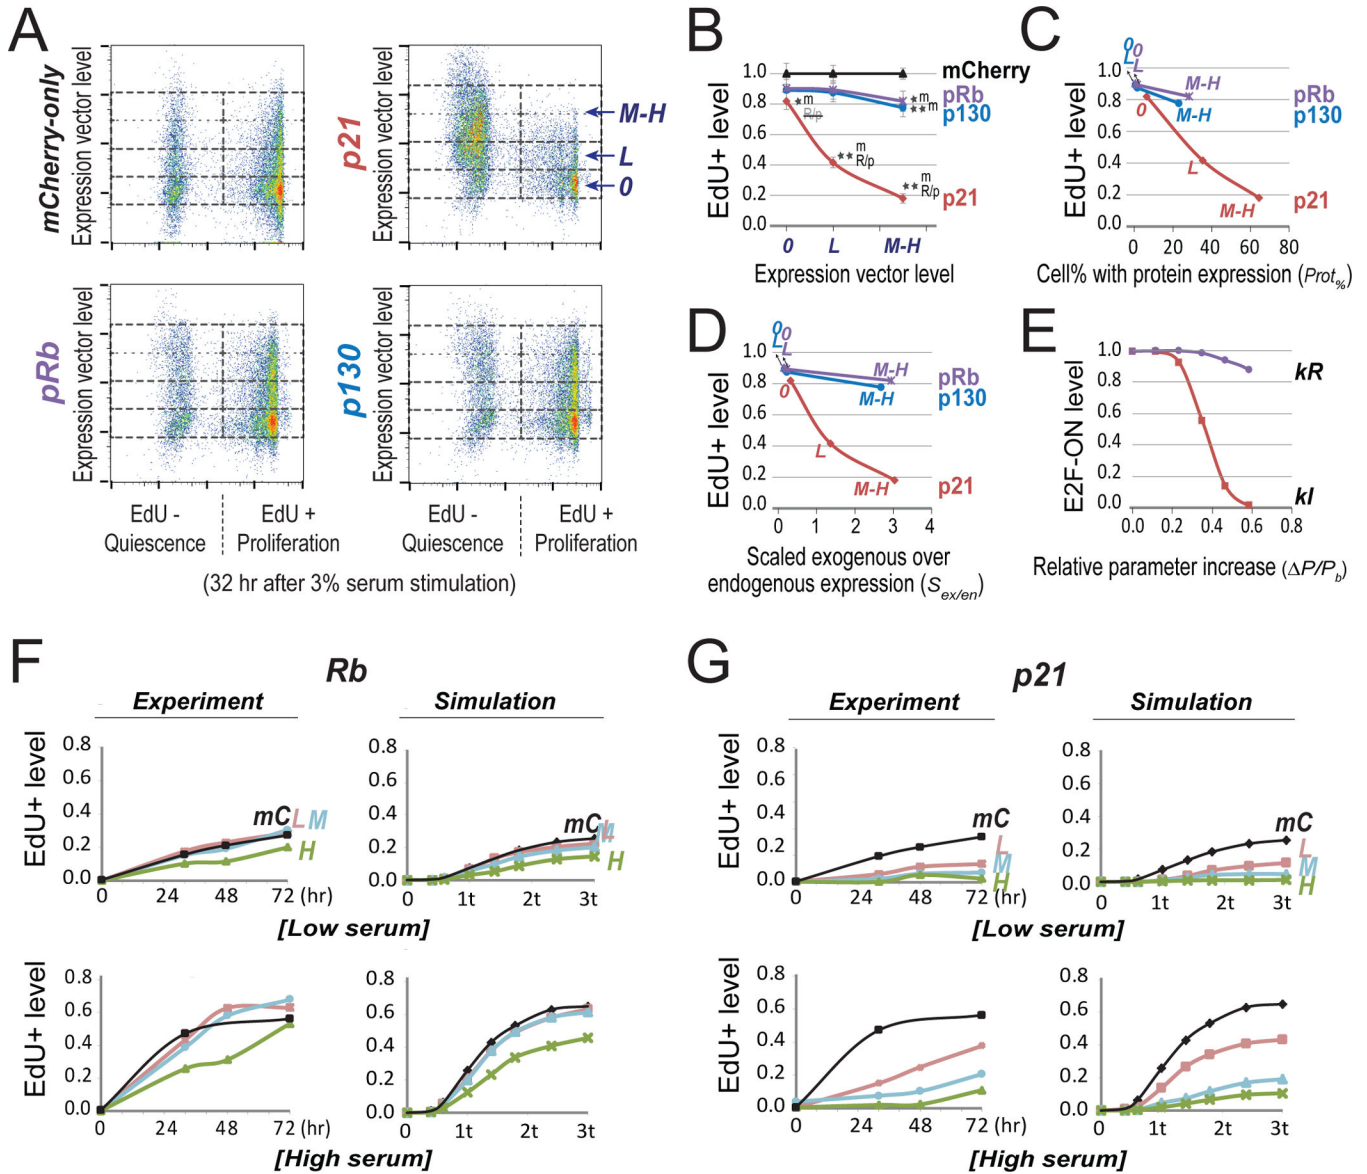 A
mCherry-only
Expression vector level
p21
Expression vector level
M-H
L
0
pRb
Expression vector level
p130
Expression vector level
EdU - Quiescence
EdU + Proliferation
EdU - Quiescence
EdU + Proliferation
(32 hr after 3% serum stimulation)
B
EdU+ level
1.0
0.8
0.6
0.4
0.2
0.0
mCherry
pRb
p130
p21
★m
R/p
★m
★★m
★★ m R/p
★★ m R/p
0 L M-H
Expression vector level
C
EdU+ level
1.0
0.8
0.6
0.4
0.2
0.0
0 0
L L
M-H
M-H
0
L
M-H
pRb
p130
p21
0 20 40 60 80
Cell% with protein expression (Prot%)
D
EdU+ level
1.0
0.8
0.6
0.4
0.2
0.0
0 0
L L
M-H
M-H
0
L
M-H
pRb
p130
p21
0 1 2 3 4
Scaled exogenous over
endogenous expression (Sex/en)
E
E2F-ON level
1.0
0.8
0.6
0.4
0.2
0.0
kR
kI
0.0 0.2 0.4 0.6 0.8
Relative parameter increase (ΔP/Pb)
F
Rb
Experiment
Simulation
EdU+ level
0.8
0.6
0.4
0.2
0.0
mC L M
H
0 24 48 72 (hr)
0.8
0.6
0.4
0.2
0.0
mC M L
H
0 1t 2t 3t
[Low serum]
EdU+ level
0.8
0.6
0.4
0.2
0.0
0 24 48 72 (hr)
0.8
0.6
0.4
0.2
0.0
0 1t 2t 3t
[High serum]
G
p21
Experiment
Simulation
EdU+ level
0.8
0.6
0.4
0.2
0.0
mC
L
M
H
0 24 48 72 (hr)
0.8
0.6
0.4
0.2
0.0
mC
L
M
H
0 1t 2t 3t
[Low serum]
EdU+ level
0.8
0.6
0.4
0.2
0.0
0 24 48 72 (hr)
0.8
0.6
0.4
0.2
0.0
0 1t 2t 3t
[High serum]